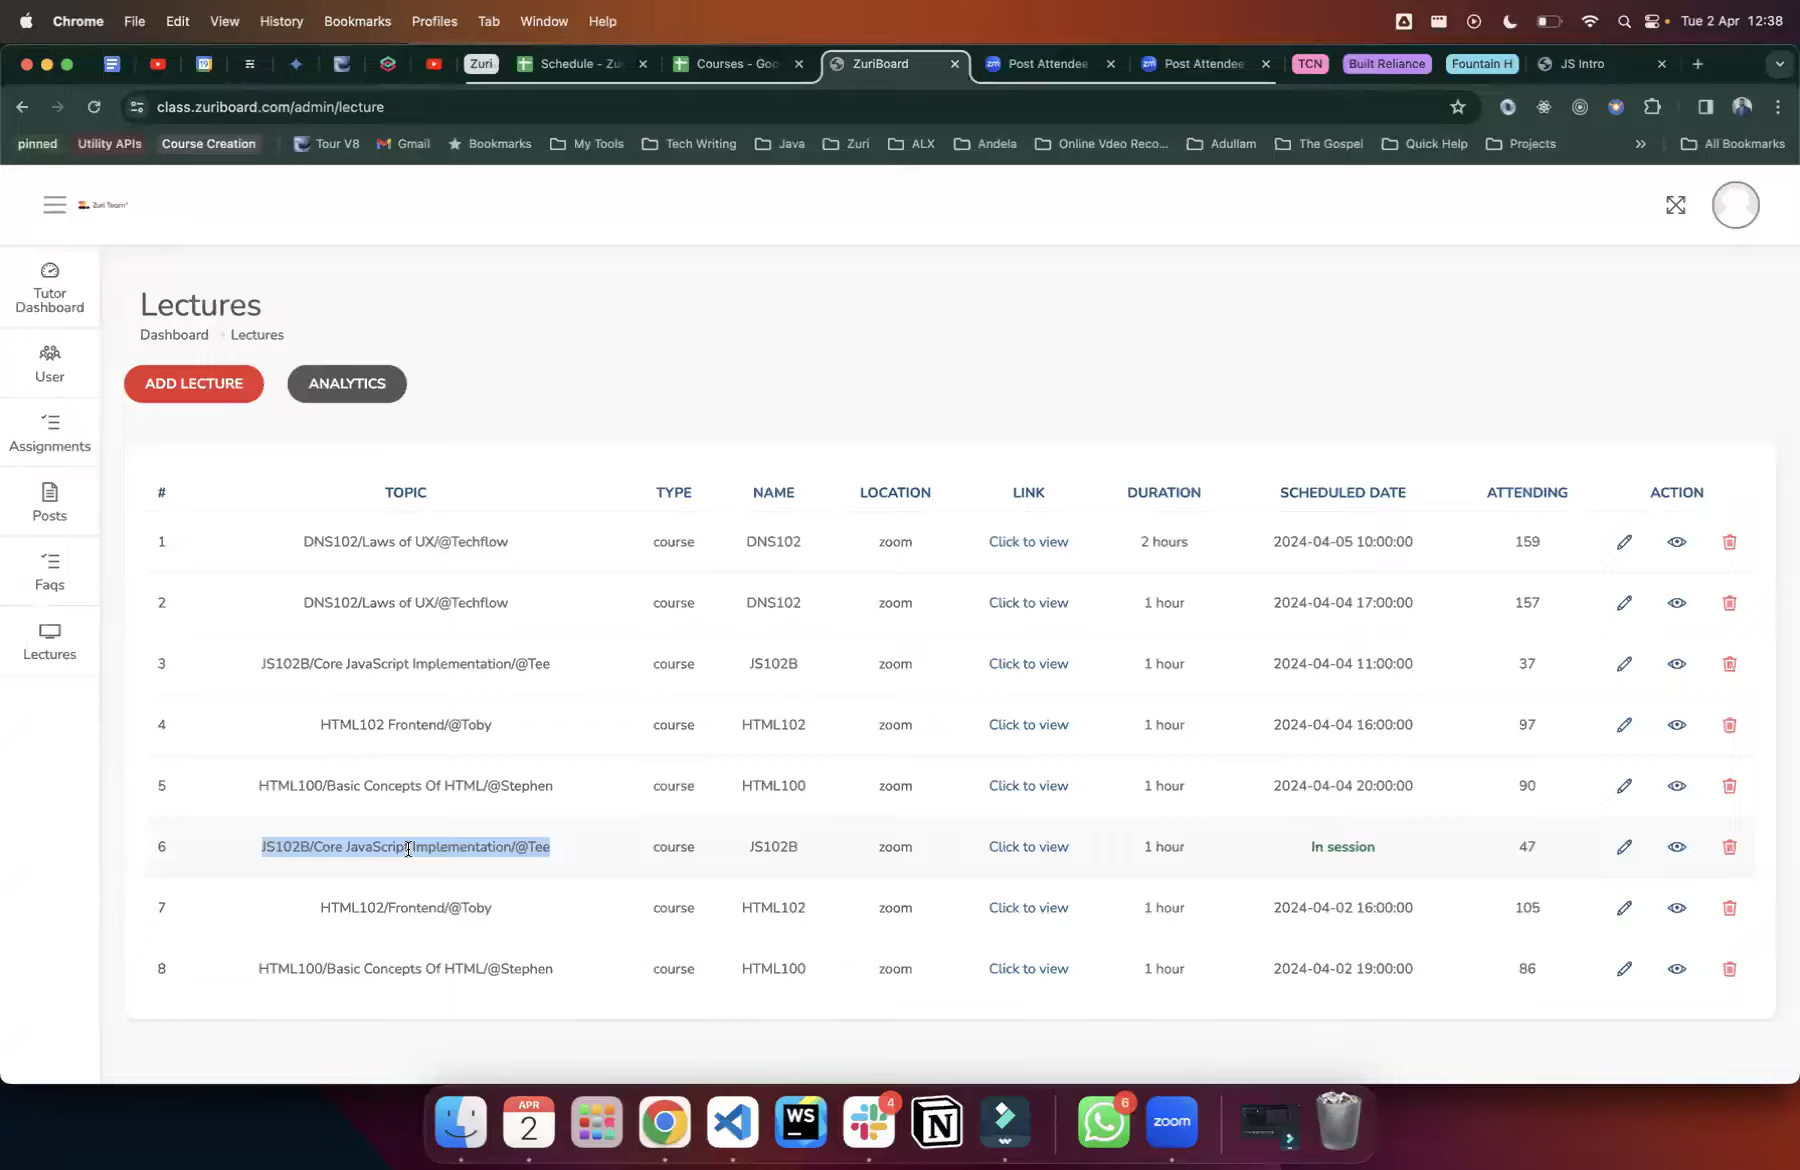 Chrome File Edit View History Bookmarks Profiles Tab Window Help Tue 2 Apr 12:38
Zuri Schedule - Zu Courses - Goo ZuriBoard Post Attendee Post Attendee TCN Built Reliance Fountain H JS Intro
class.zuriboard.com/admin/lecture
pinned Utility APIs Course Creation Tour V8 Gmail Bookmarks My Tools Tech Writing Java Zuri ALX Andela Online Vdeo Reco... Adullam The Gospel Quick Help Projects » All Bookmarks
Zuri Team
Tutor
Dashboard
User
Assignments
Posts
Faqs
Lectures
Lectures
Dashboard Lectures
ADD LECTURE ANALYTICS
# TOPIC TYPE NAME LOCATION LINK DURATION SCHEDULED DATE ATTENDING ACTION
1 DNS102/Laws of UX/@Techflow course DNS102 zoom Click to view 2 hours 2024-04-05 10:00:00 159
2 DNS102/Laws of UX/@Techflow course DNS102 zoom Click to view 1 hour 2024-04-04 17:00:00 157
3 JS102B/Core JavaScript Implementation/@Tee course JS102B zoom Click to view 1 hour 2024-04-04 11:00:00 37
4 HTML102 Frontend/@Toby course HTML102 zoom Click to view 1 hour 2024-04-04 16:00:00 97
5 HTML100/Basic Concepts Of HTML/@Stephen course HTML100 zoom Click to view 1 hour 2024-04-04 20:00:00 90
6 JS102B/Core JavaScript Implementation/@Tee course JS102B zoom Click to view 1 hour In session 47
7 HTML102/Frontend/@Toby course HTML102 zoom Click to view 1 hour 2024-04-02 16:00:00 105
8 HTML100/Basic Concepts Of HTML/@Stephen course HTML100 zoom Click to view 1 hour 2024-04-02 19:00:00 86
APR
2
WS
4
6
zoom